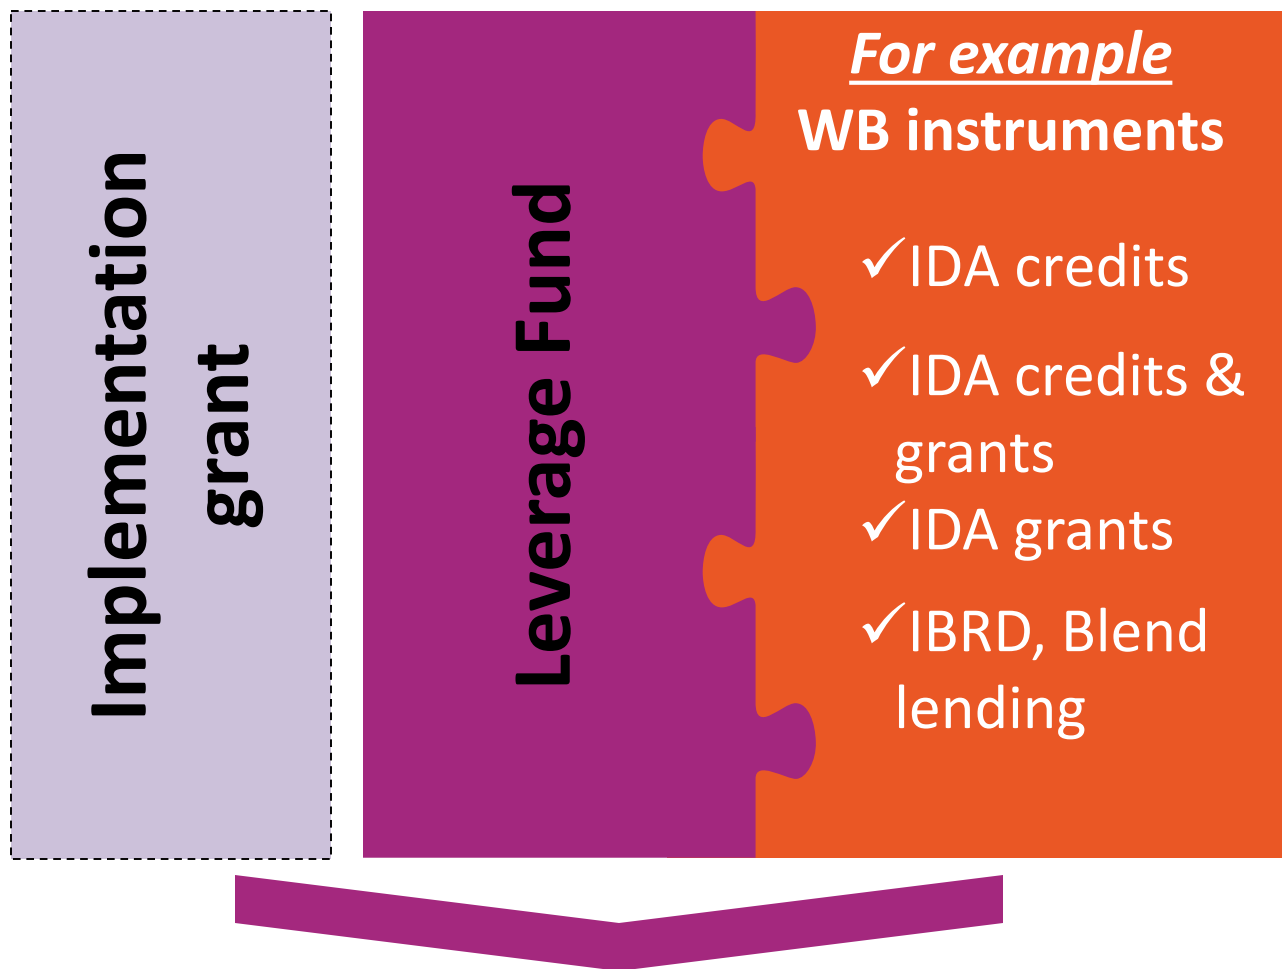 Implementation
grant
Leverage Fund
For example
WB instruments
✓IDA credits
✓IDA credits &
grants
✓IDA grants
✓IBRD, Blend
lending